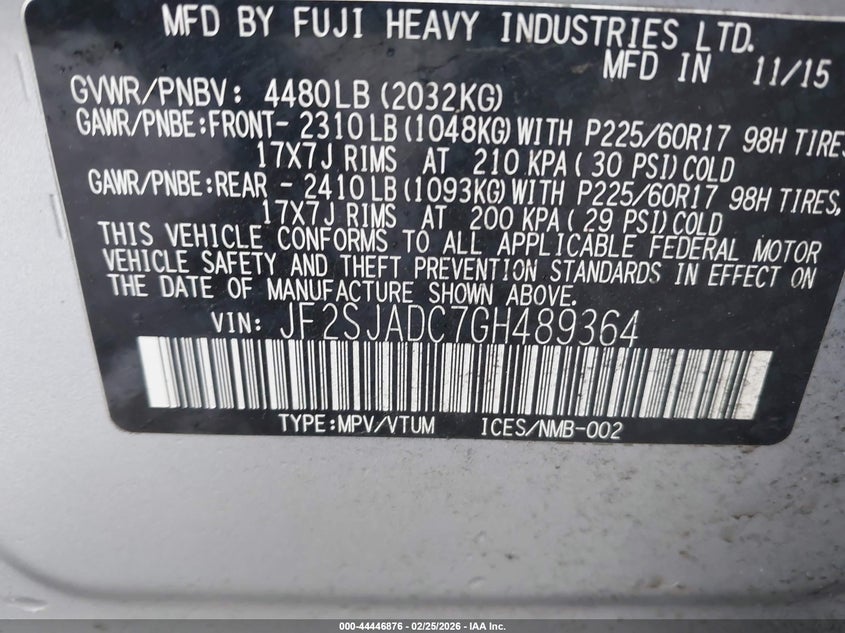 MFD BY FUJI HEAVY INDUSTRIES LTD.
MFD IN 11/15
GVWR/PNBV: 4480LB (2032KG)
GAWR/PNBE:FRONT- 2310LB (1048KG) WITH P225/60R17 98H TIRES
17X7J RIMS AT 210 KPA (30 PSI) COLD
GAWR/PNBE:REAR - 2410LB (1093KG) WITH P225/60R17 98H TIRES,
17X7J RIMS AT 200 KPA (29 PSI) COLD
THIS VEHICLE CONFORMS TO ALL APPLICABLE FEDERAL MOTOR
VEHICLE SAFETY AND THEFT PREVENTION STANDARDS IN EFFECT ON
THE DATE OF MANUFACTURE SHOWN ABOVE.
VIN: JF2SJADC7GH489364
TYPE:MPV/VTUM ICES/NMB-002
000-44446876 - 02/25/2026 - IAA Inc.